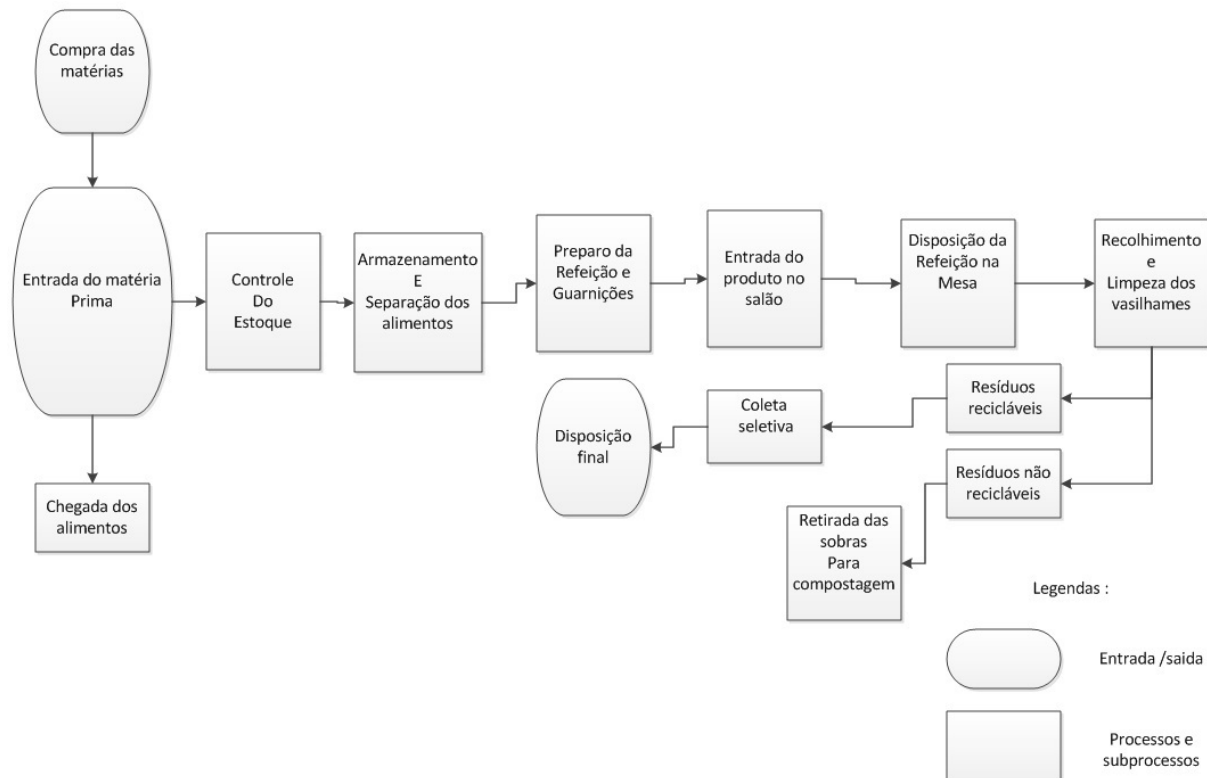 Compra das
matérias
Entrada do matéria
Prima
Chegada dos
alimentos
Controle
Do
Estoque
Armazenamento
E
Separação dos
alimentos
Preparo da
Refeição e
Guarnições
Entrada do
produto no
salão
Disposição da
Refeição na
Mesa
Recolhimento
e
Limpeza dos
vasilhames
Resíduos
recicláveis
Coleta
seletiva
Disposição
final
Resíduos não
recicláveis
Retirada das
sobras
Para
compostagem
Legendas :
Entrada /saida
Processos e
subprocessos